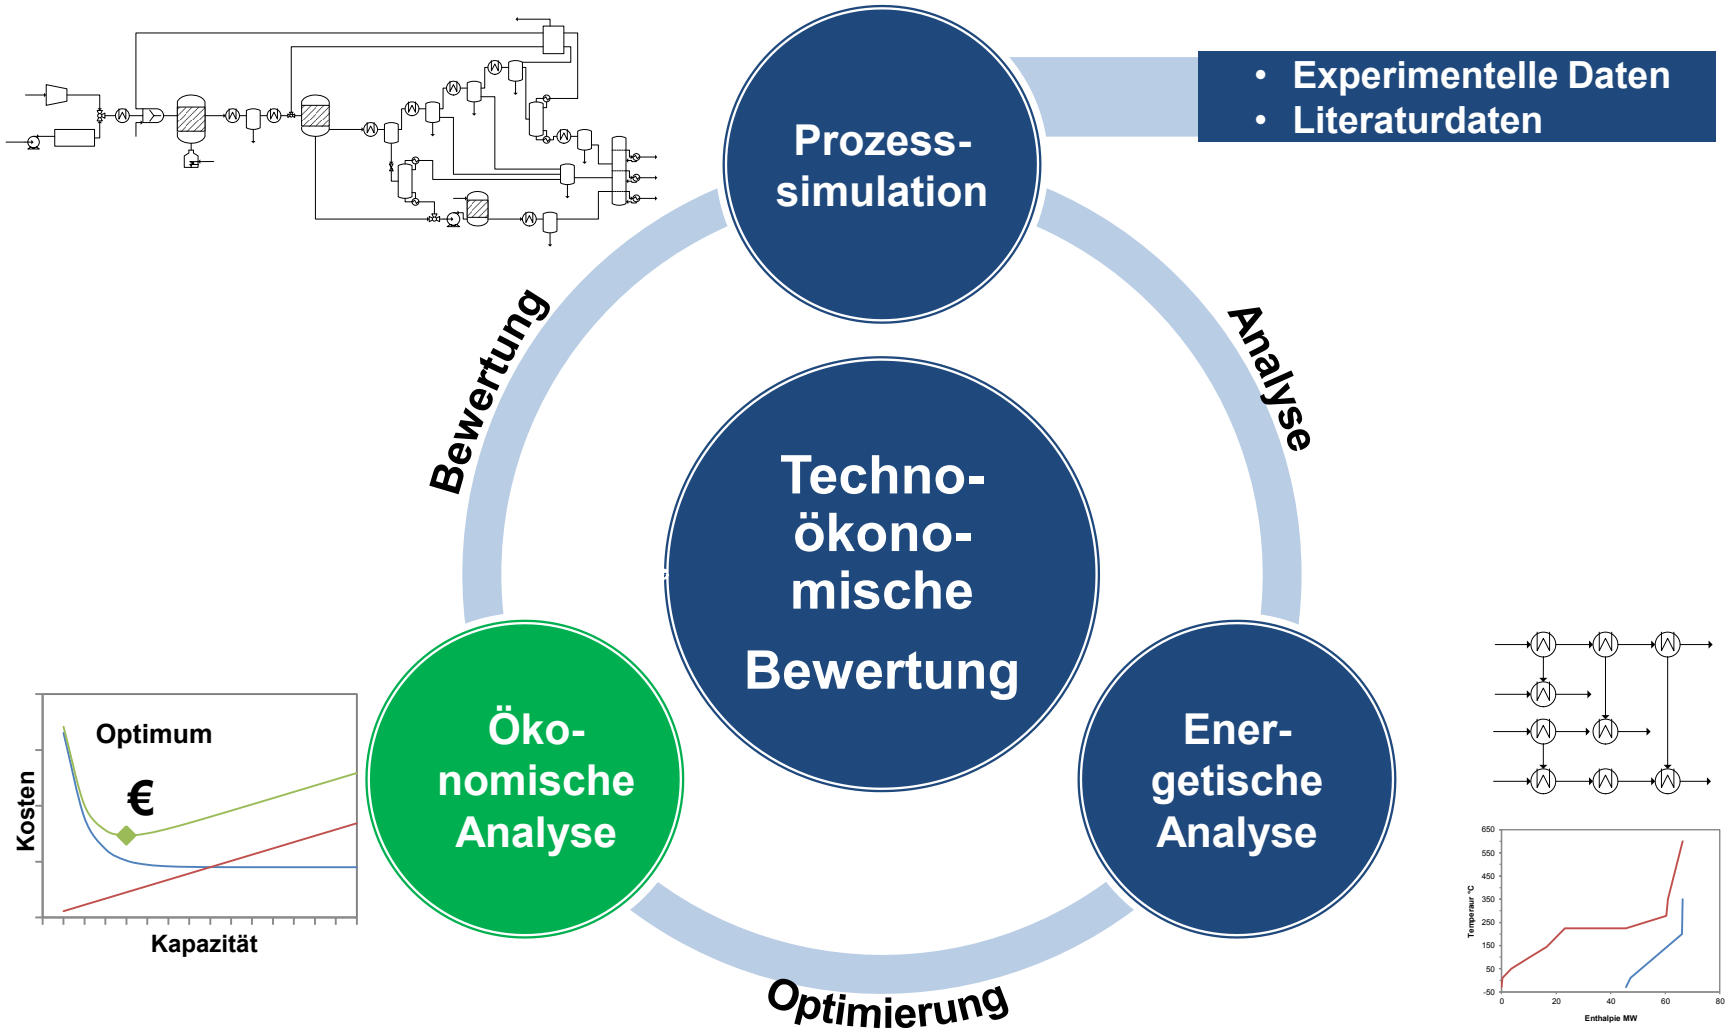 • Experimentelle Daten
• Literaturdaten
Prozess-
simulation
Bewertung
Analyse
Techno-
ökono-
mische
Bewertung
Öko-
nomische
Analyse
Ener-
getische
Analyse
Optimierung
Optimum
€
Kosten
Kapazität
650
550
450
350
250
150
50
-50
Temperaur °C
0
20
40
60
80
Enthalpie MW